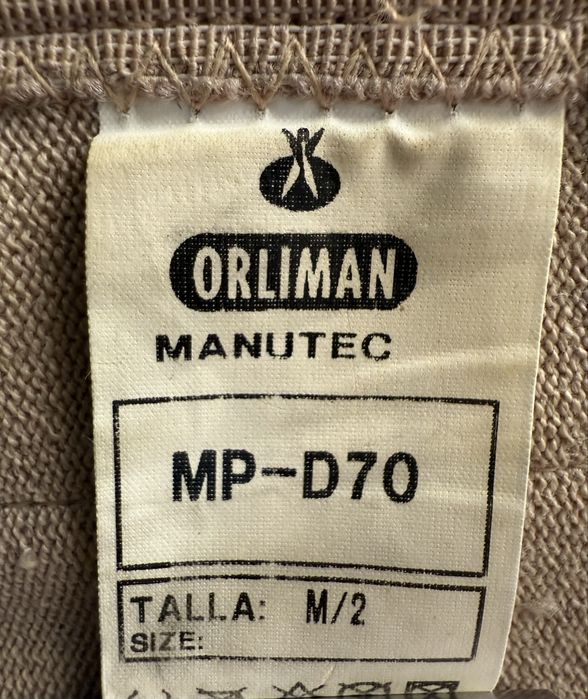 ORLIMAN
MANUTEC
MP-D70
TALLA: M/2
SIZE: